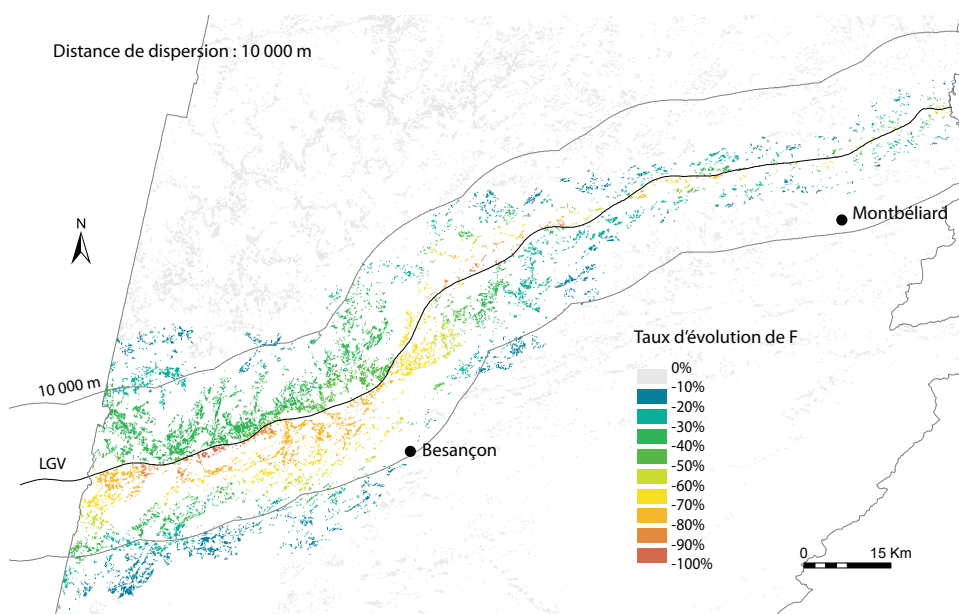 Distance de dispersion : 10 000 m
N
Montbéliard
10 000 m
LGV
Besançon
Taux d'évolution de F
0%
-10%
-20%
-30%
-40%
-50%
-60%
-70%
-80%
-90%
-100%
0 15 Km